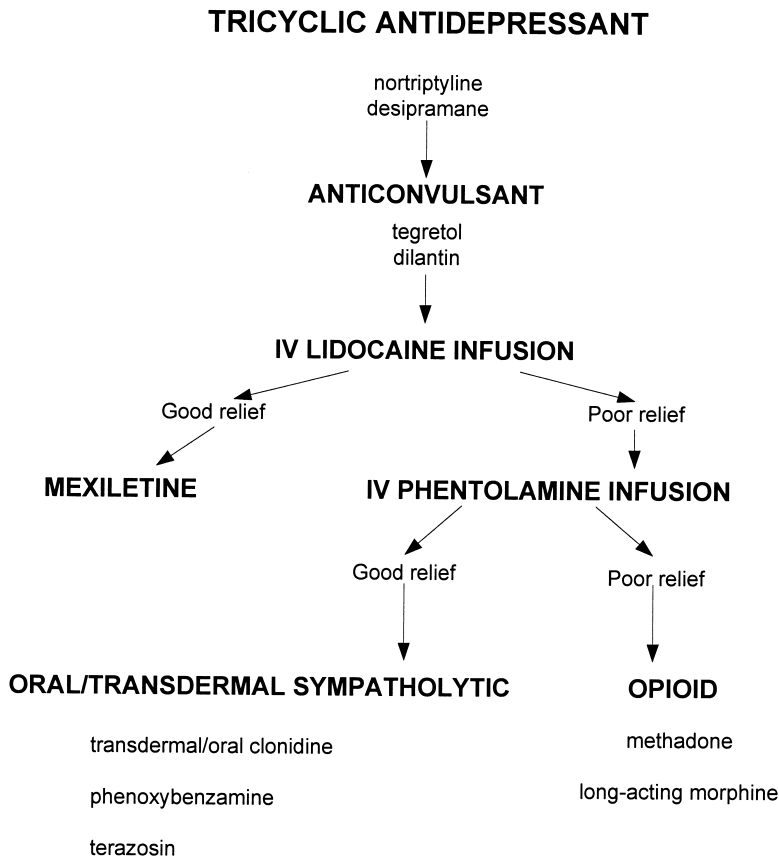 TRICYCLIC ANTIDEPRESSANT
nortriptyline
desipramane
ANTICONVULSANT
tegretol
dilantin
IV LIDOCAINE INFUSION
Good relief
Poor relief
MEXILETINE
IV PHENTOLAMINE INFUSION
Good relief
Poor relief
ORAL/TRANSDERMAL SYMPATHOLYTIC
OPIOID
transdermal/oral clonidine
methadone
phenoxybenzamine
long-acting morphine
terazosin